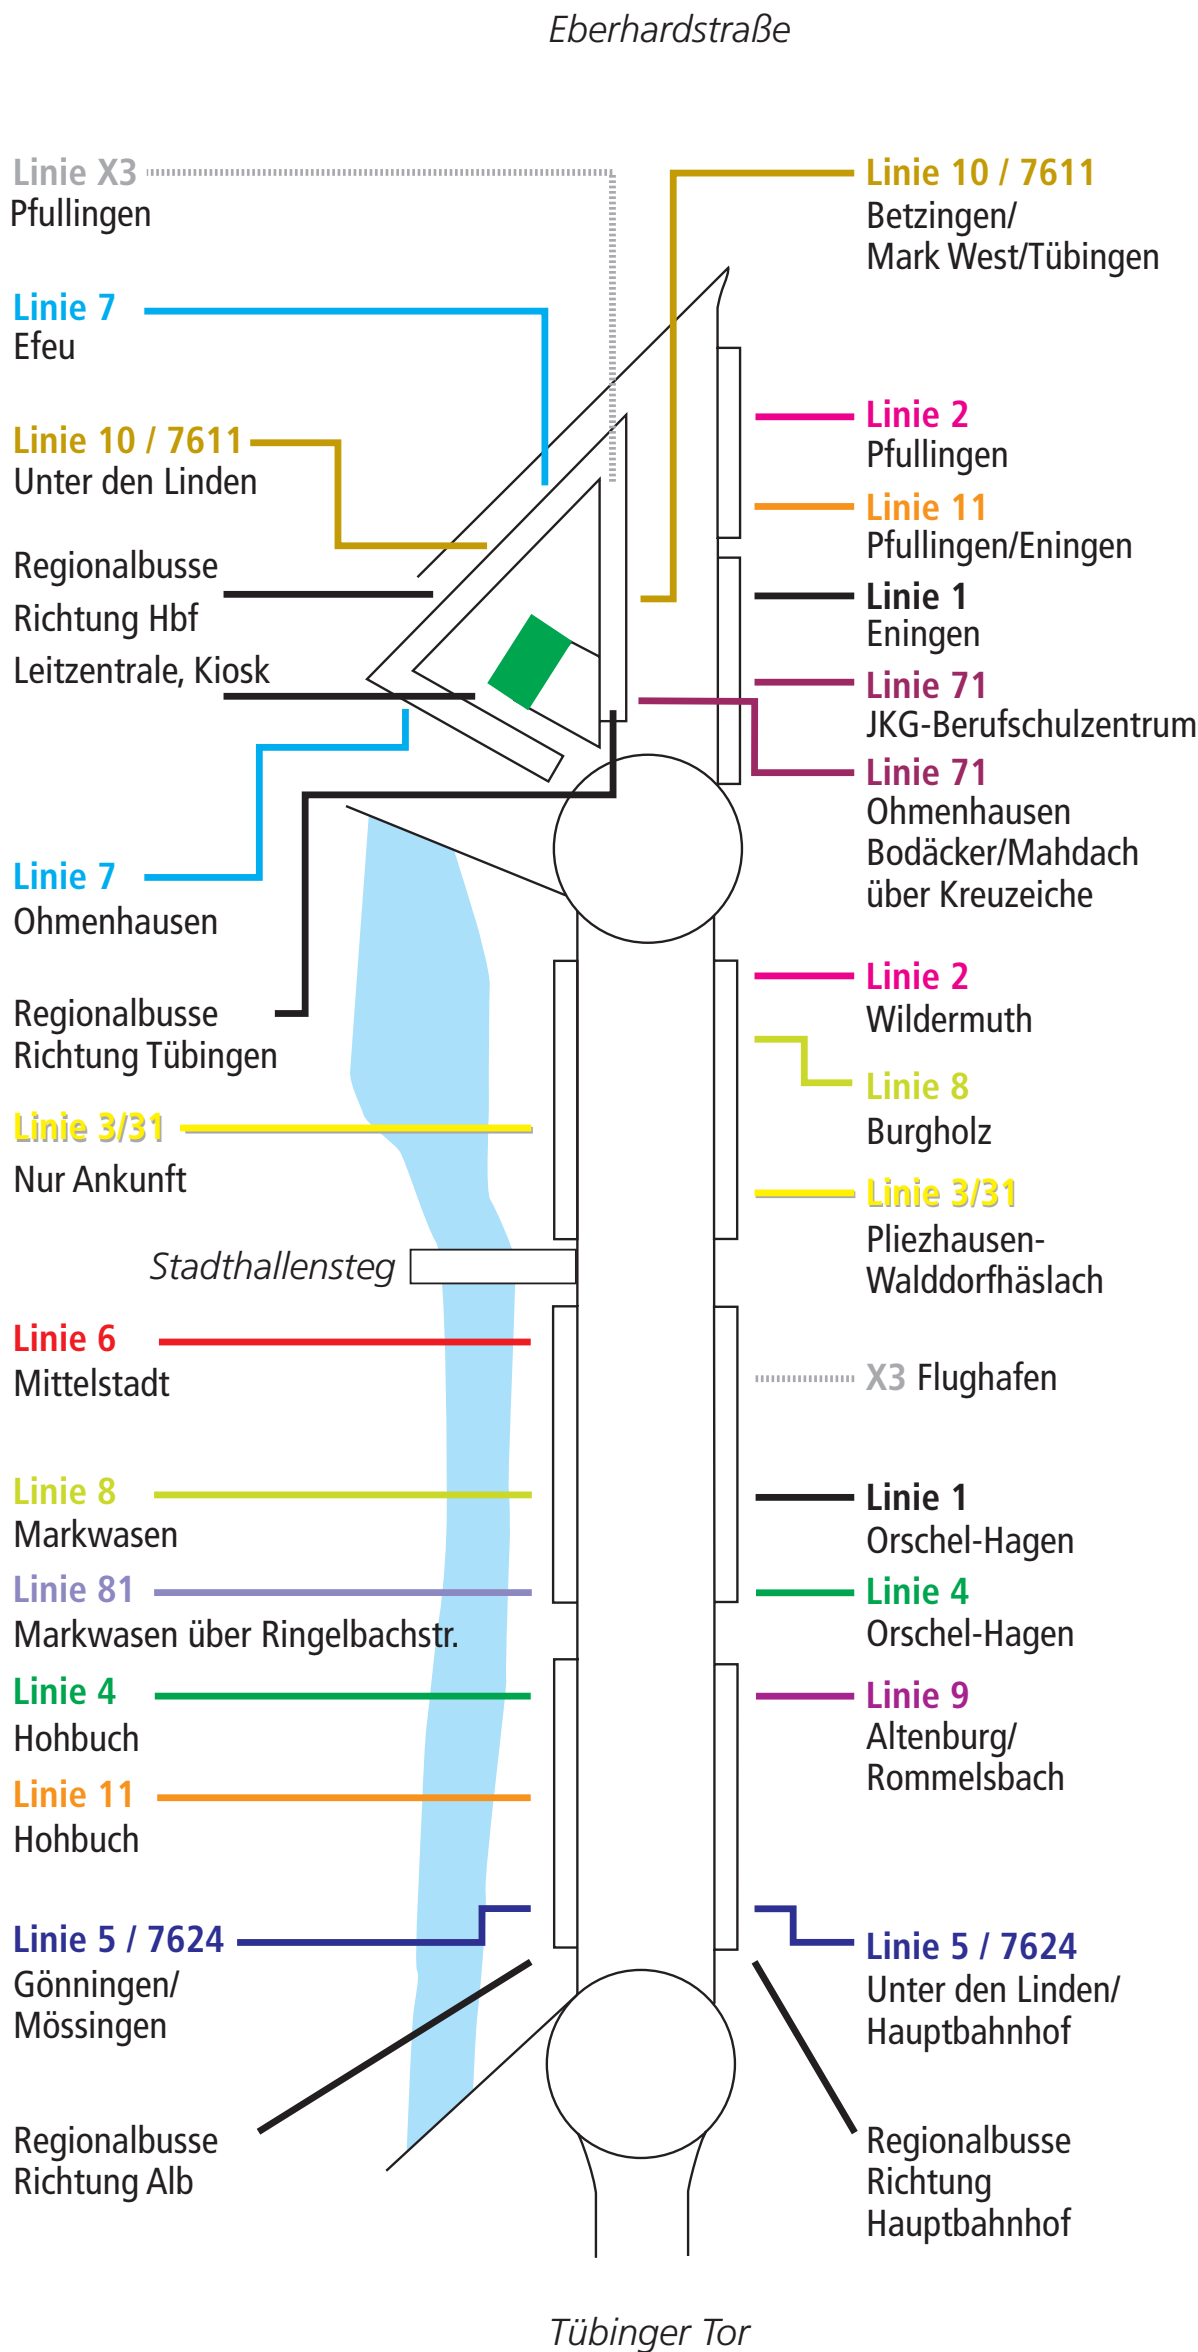 Eberhardstraße
Linie X3
Pfullingen
Linie 7
Efeu
Linie 10 / 7611
Unter den Linden
Regionalbusse
Richtung Hbf
Leitzentrale, Kiosk
Linie 7
Ohmenhausen
Regionalbusse
Richtung Tübingen
Linie 3/31
Nur Ankunft
Stadthallensteg
Linie 6
Mittelstadt
Linie 8
Markwasen
Linie 81
Markwasen über Ringelbachstr.
Linie 4
Hohbuch
Linie 11
Hohbuch
Linie 5 / 7624
Gönningen/
Mössingen
Regionalbusse
Richtung Alb
Linie 10 / 7611
Betzingen/
Mark West/Tübingen
Linie 2
Pfullingen
Linie 11
Pfullingen/Eningen
Linie 1
Eningen
Linie 71
JKG-Berufschulzentrum
Linie 71
Ohmenhausen
Bodäcker/Mahdach
über Kreuzeiche
Linie 2
Wildermuth
Linie 8
Burgholz
Linie 3/31
Pliezhausen-
Walddorfhäslach
X3 Flughafen
Linie 1
Orschel-Hagen
Linie 4
Orschel-Hagen
Linie 9
Altenburg/
Rommelsbach
Linie 5 / 7624
Unter den Linden/
Hauptbahnhof
Regionalbusse
Richtung
Hauptbahnhof
Tübinger Tor